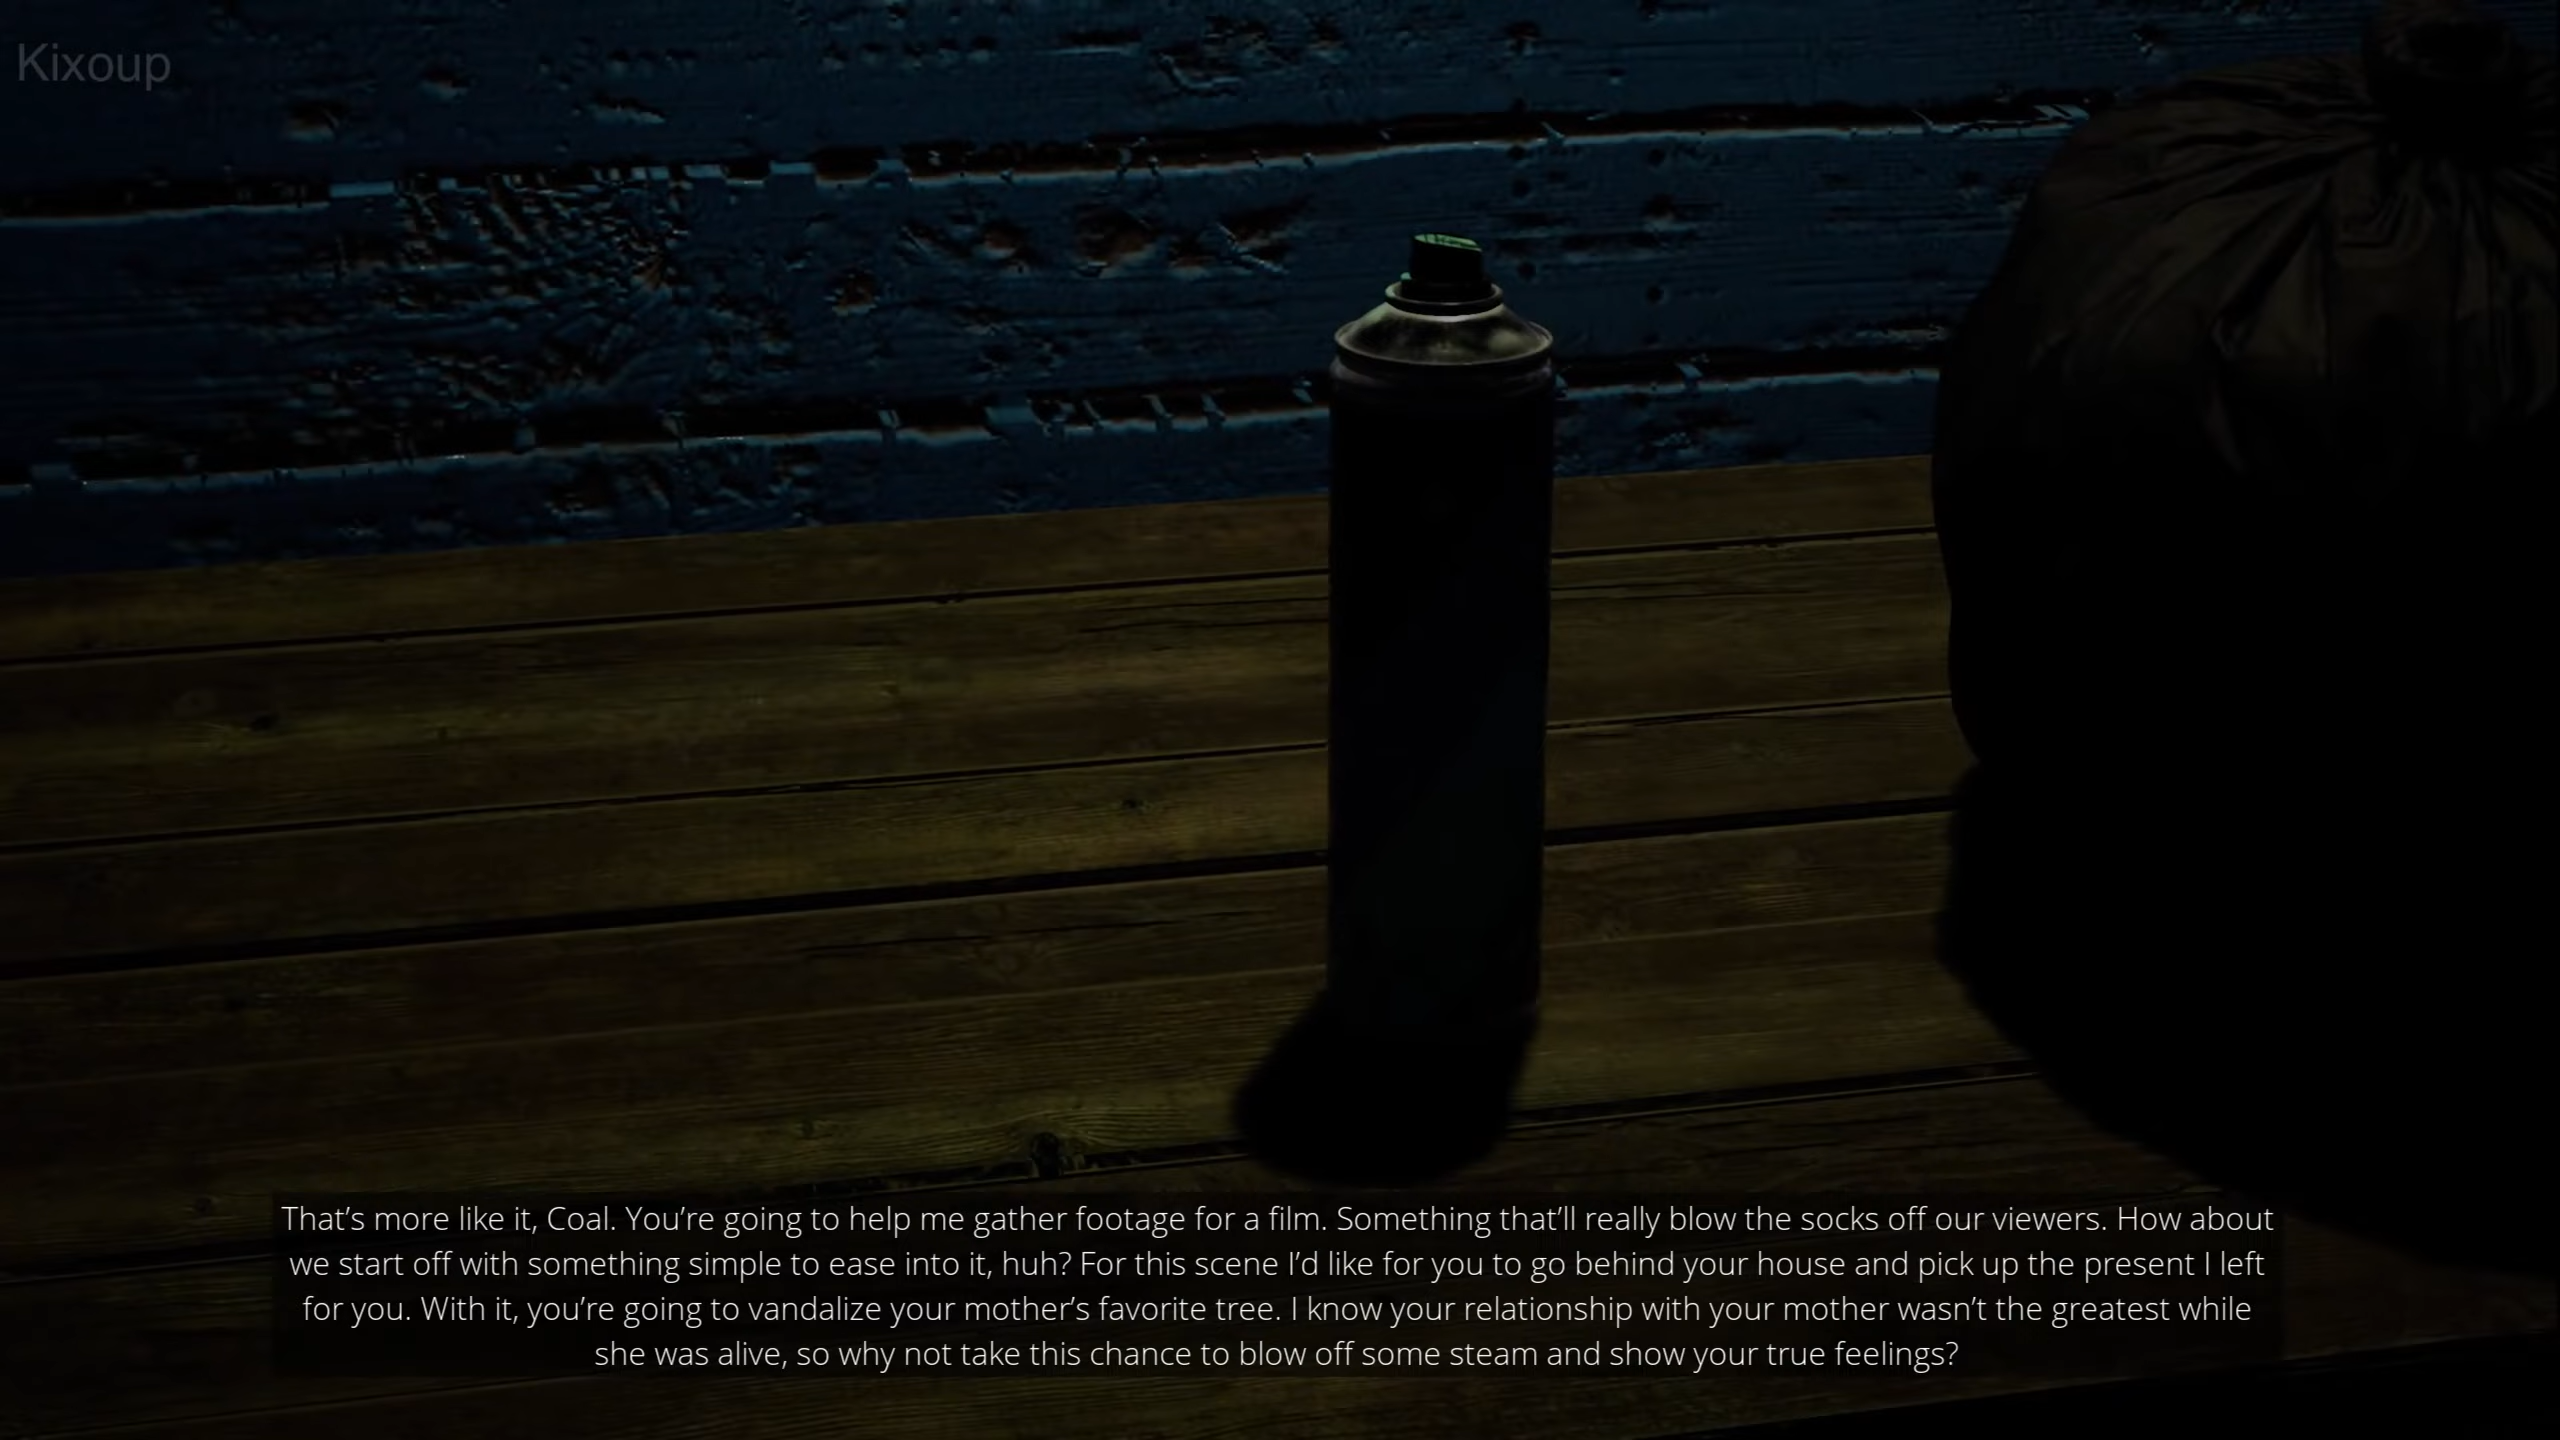 Kixoup
That’s more like it, Coal. You’re going to help me gather footage for a film. Something that’ll really blow the socks off our viewers. How about
we start off with something simple to ease into it, huh? For this scene I’d like for you to go behind your house and pick up the present I left
for you. With it, you’re going to vandalize your mother’s favorite tree. I know your relationship with your mother wasn’t the greatest while
she was alive, so why not take this chance to blow off some steam and show your true feelings?